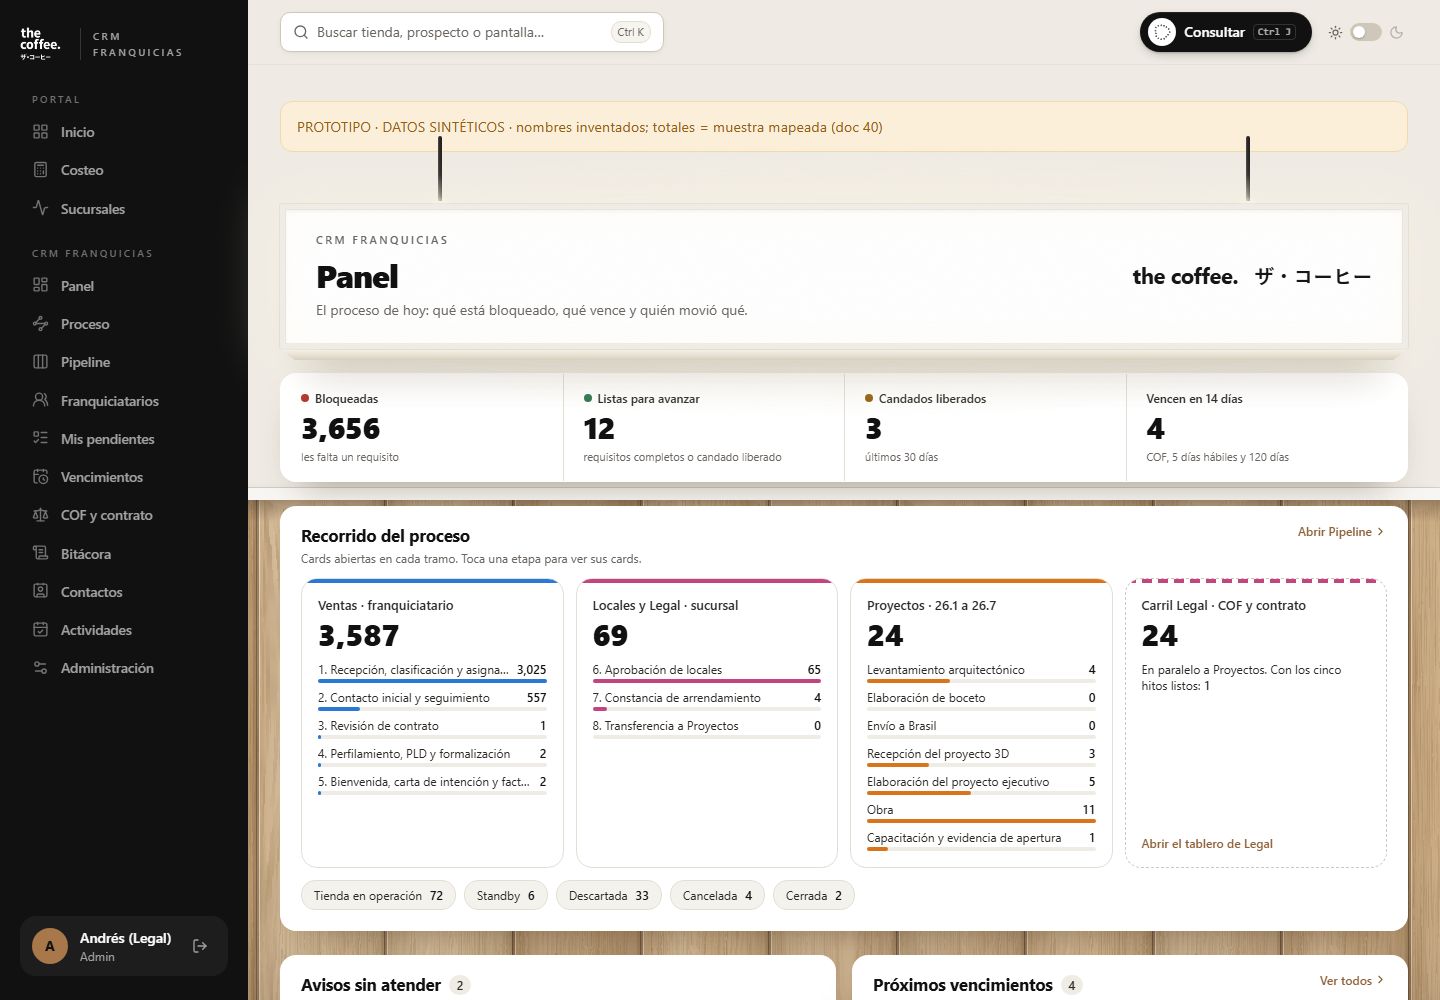 the
coffee.
ザ・コーヒー
CRM
FRANQUICIAS
PORTAL
Inicio
Costeo
Sucursales
CRM FRANQUICIAS
Panel
Proceso
Pipeline
Franquiciatarios
Mis pendientes
Vencimientos
COF y contrato
Bitácora
Contactos
Actividades
Administración
A
Andrés (Legal)
Admin
Buscar tienda, prospecto o pantalla...
Ctrl K
Consultar
Ctrl J
PROTOTIPO · DATOS SINTÉTICOS · nombres inventados; totales = muestra mapeada (doc 40)
CRM FRANQUICIAS
Panel
El proceso de hoy: qué está bloqueado, qué vence y quién movió qué.
the coffee. ザ・コーヒー
Bloqueadas
3,656
les falta un requisito
Listas para avanzar
12
requisitos completos o candado liberado
Candados liberados
3
últimos 30 días
Vencen en 14 días
4
COF, 5 días hábiles y 120 días
Recorrido del proceso
Abrir Pipeline
Cards abiertas en cada tramo. Toca una etapa para ver sus cards.
Ventas · franquiciatario
3,587
1. Recepción, clasificación y asigna... 3,025
2. Contacto inicial y seguimiento 557
3. Revisión de contrato 1
4. Perfilamiento, PLD y formalización 2
5. Bienvenida, carta de intención y fact... 2
Locales y Legal · sucursal
69
6. Aprobación de locales 65
7. Constancia de arrendamiento 4
8. Transferencia a Proyectos 0
Proyectos · 26.1 a 26.7
24
Levantamiento arquitectónico 4
Elaboración de boceto 0
Envío a Brasil 0
Recepción del proyecto 3D 3
Elaboración del proyecto ejecutivo 5
Obra 11
Capacitación y evidencia de apertura 1
Carril Legal · COF y contrato
24
En paralelo a Proyectos. Con los cinco
hitos listos: 1
Abrir el tablero de Legal
Tienda en operación 72
Standby 6
Descartada 33
Cancelada 4
Cerrada 2
Avisos sin atender 2
Próximos vencimientos 4
Ver todos